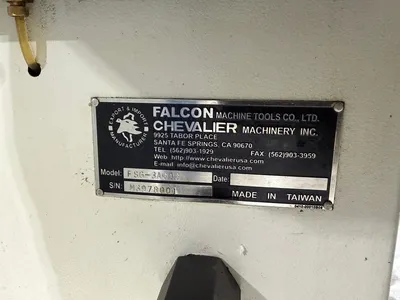 EXPORT & IMPORT
MANUFACTURER
FALCON MACHINE TOOLS CO., LTD.
CHEVALIER MACHINERY INC.
9925 TABOR PLACE
SANTA FE SPRINGS, CA 90670
TEL (562)903-1929 FAX (562)903-3959
Web http://www.chevalierusa.com
E-mail info@chevalierusa.com
Model: Date:
S/N:
MADE IN TAIWAN